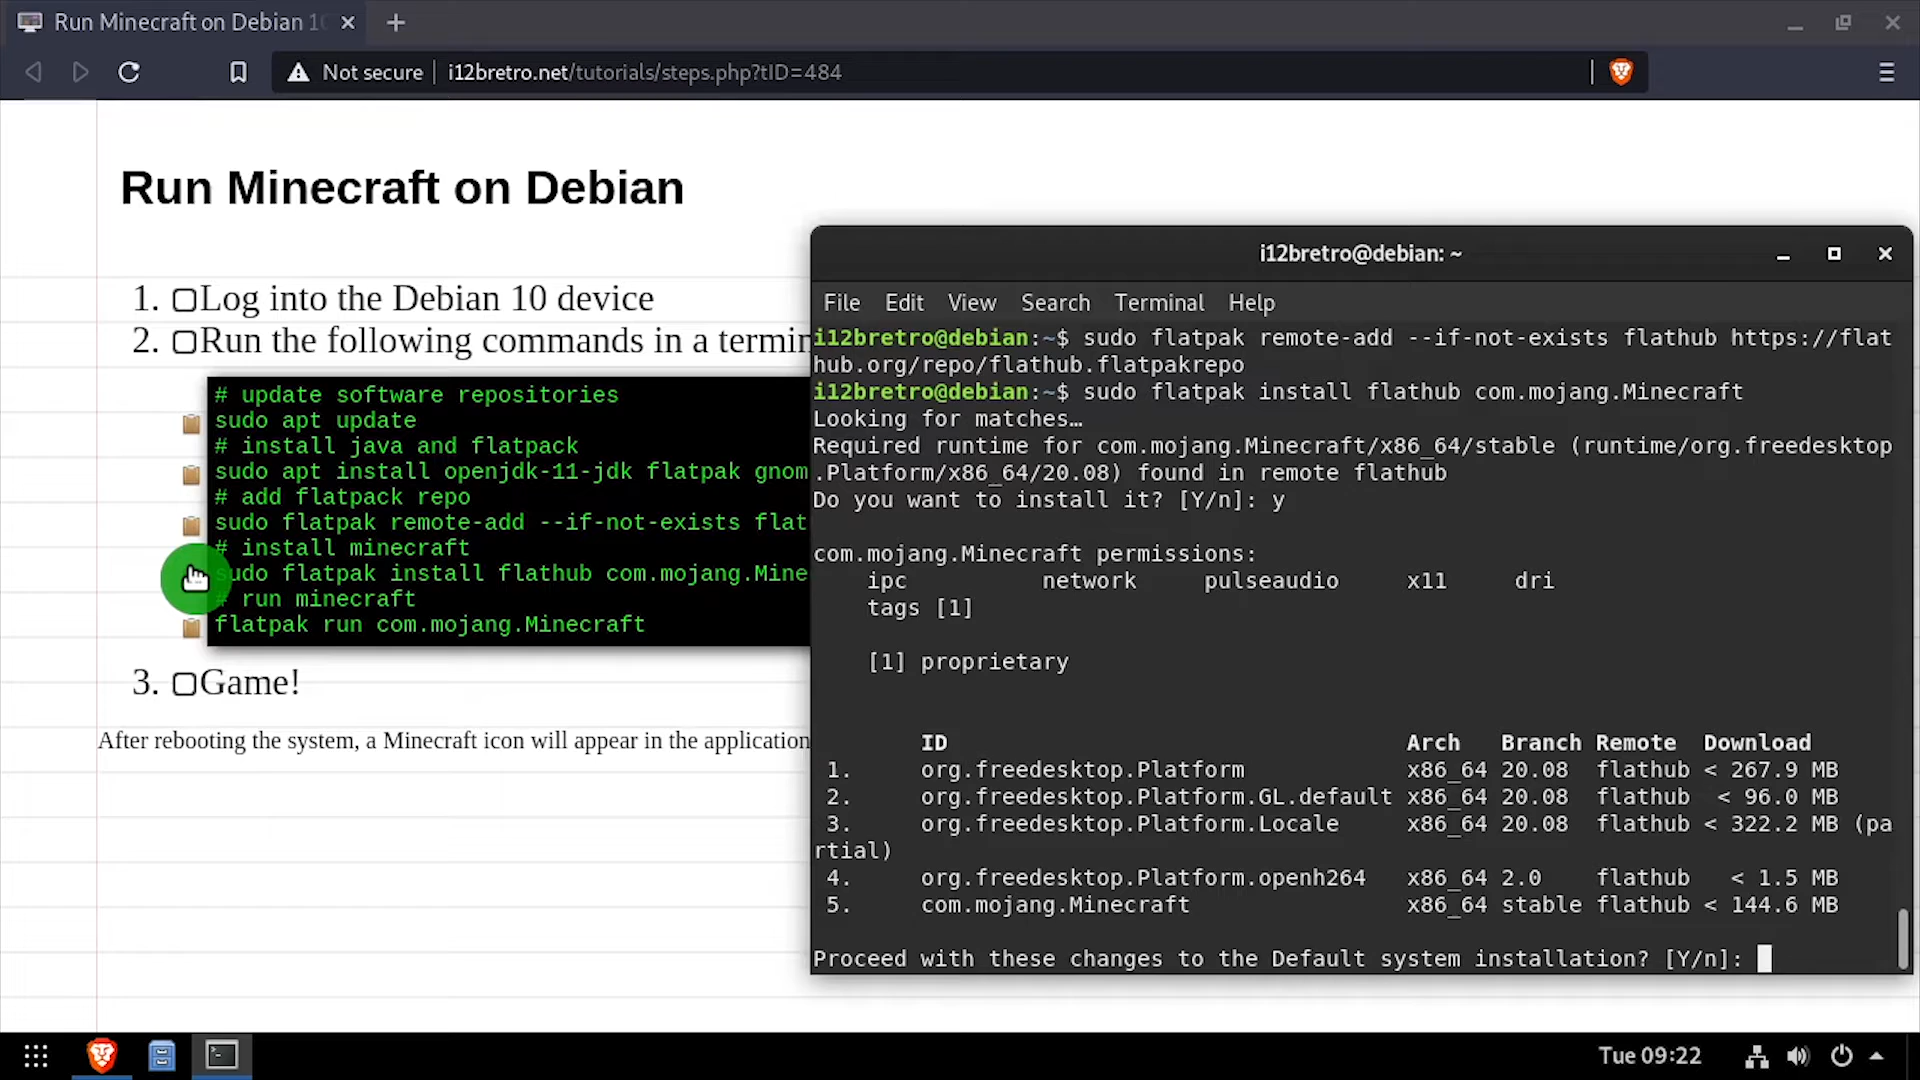 Run Minecraft on Debian 10
Not secure
i12bretro.net/tutorials/steps.php?tID=484
Run Minecraft on Debian
1. Log into the Debian 10 device
2. Run the following commands in a termin
# update software repositories
sudo apt update
# install java and flatpack
sudo apt install openjdk-11-jdk flatpak gnom
# add flatpack repo
sudo flatpak remote-add --if-not-exists flat
# install minecraft
sudo flatpak install flathub com.mojang.Mine
# run minecraft
flatpak run com.mojang.Minecraft
3. Game!
After rebooting the system, a Minecraft icon will appear in the application
i12bretro@debian: ~
File Edit View Search Terminal Help
i12bretro@debian:~$ sudo flatpak remote-add --if-not-exists flathub https://flat
hub.org/repo/flathub.flatpakrepo
i12bretro@debian:~$ sudo flatpak install flathub com.mojang.Minecraft
Looking for matches…
Required runtime for com.mojang.Minecraft/x86_64/stable (runtime/org.freedesktop
.Platform/x86_64/20.08) found in remote flathub
Do you want to install it? [Y/n]: y
com.mojang.Minecraft permissions:
ipc network pulseaudio x11 dri
tags [1]
[1] proprietary
ID Arch Branch Remote Download
1. org.freedesktop.Platform x86_64 20.08 flathub < 267.9 MB
2. org.freedesktop.Platform.GL.default x86_64 20.08 flathub < 96.0 MB
3. org.freedesktop.Platform.Locale x86_64 20.08 flathub < 322.2 MB (pa
rtial)
4. org.freedesktop.Platform.openh264 x86_64 2.0 flathub < 1.5 MB
5. com.mojang.Minecraft x86_64 stable flathub < 144.6 MB
Proceed with these changes to the Default system installation? [Y/n]:
Tue 09:22